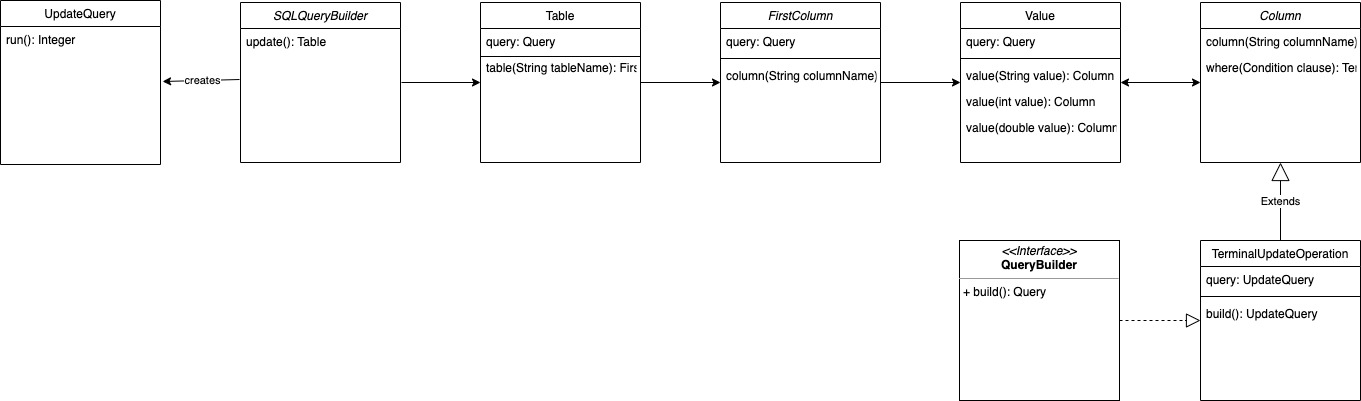 UpdateQuery
run(): Integer
creates
SQLQueryBuilder
update(): Table
Table
query: Query
table(String tableName): Firs
FirstColumn
query: Query
column(String columnName)
Value
query: Query
value(String value): Column
value(int value): Column
value(double value): Column
Column
column(String columnName)
where(Condition clause): Ter
Extends
<<Interface>>
QueryBuilder
+ build(): Query
TerminalUpdateOperation
query: UpdateQuery
build(): UpdateQuery